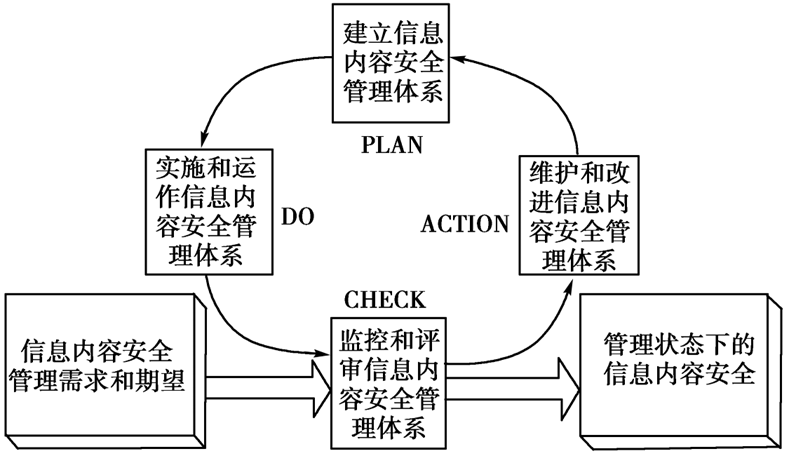 建立信息
内容安全
管理体系
PLAN
实施和运
作信息内
容安全管
理体系
DO
ACTION
维护和改
进信息内
容安全管
理体系
CHECK
信息内容安全
管理需求和期望
监控和评
审信息内
容安全管
理体系
管理状态下的
信息内容安全